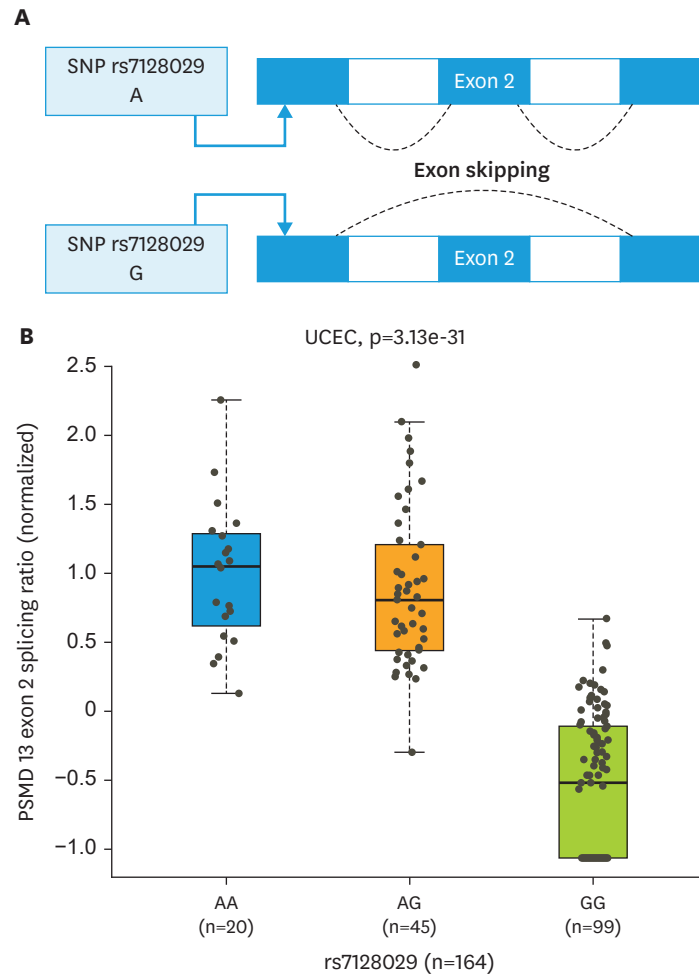 A
SNP rs7128029
A
Exon 2
Exon skipping
SNP rs7128029
G
Exon 2
B
UCEC, p=3.13e-31
PSMD 13 exon 2 splicing ratio (normalized)
2.5
2.0
1.5
1.0
0.5
0
−0.5
−1.0
AA AG GG
(n=20) (n=45) (n=99)
rs7128029 (n=164)